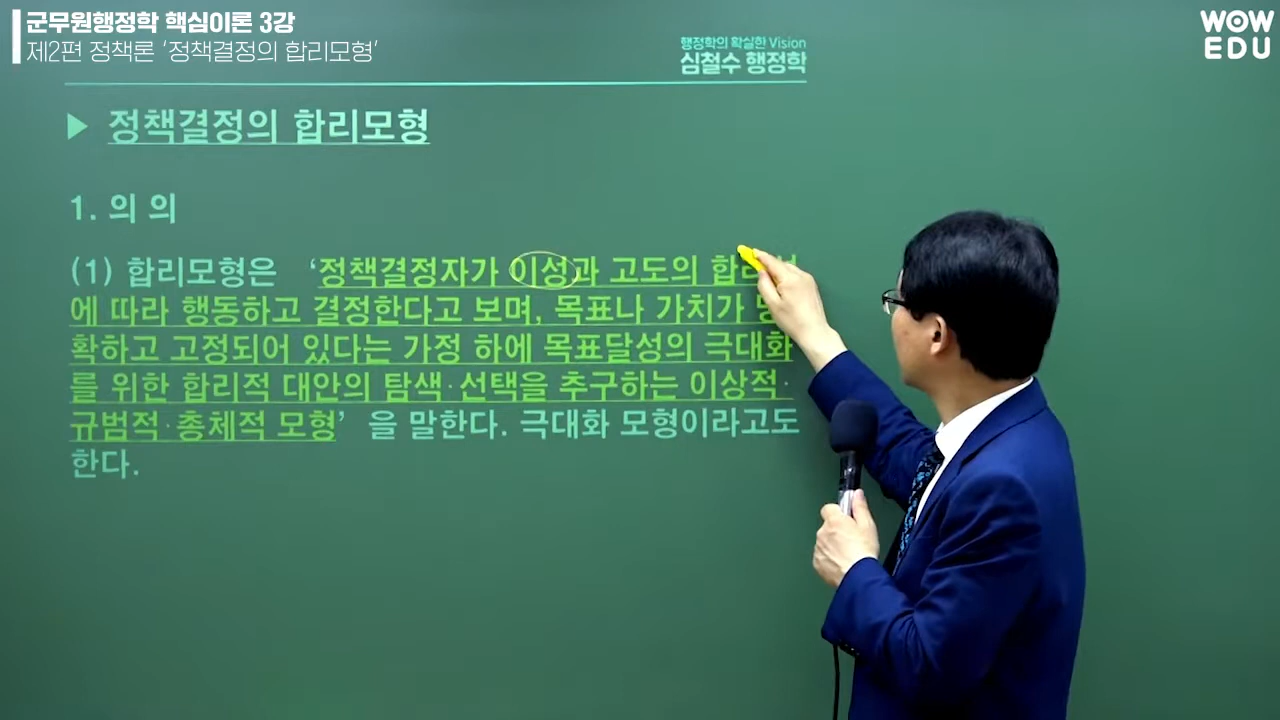 군무원행정학 핵심이론 3강
제2편 정책론 ‘정책결정의 합리모형’
WOW
EDU
행정학의 확실한 Vision
심철수 행정학
▶ 정책결정의 합리모형
1. 의 의
(1) 합리모형은 ‘정책결정자가 이성과 고도의
에 따라 행동하고 결정한다고 보며, 목표나 가치가
확하고 고정되어 있다는 가정 하에 목표달성의 극대화
를 위한 합리적 대안의 탐색·선택을 추구하는 이상적·
규범적·총체적 모형’ 을 말한다. 극대화 모형이라고도
한다.